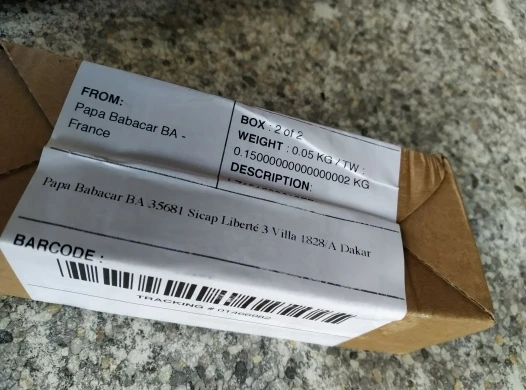 FROM:
Papa Babacar BA -
France
BOX : 2 of 2
WEIGHT : 0.05 KG / TW :
0.15000000000000002 KG
DESCRIPTION:
Papa Babacar BA 35681 Sicap Liberté 3 Villa 1828/A Dakar
BARCODE :
TRACKING # 01466982